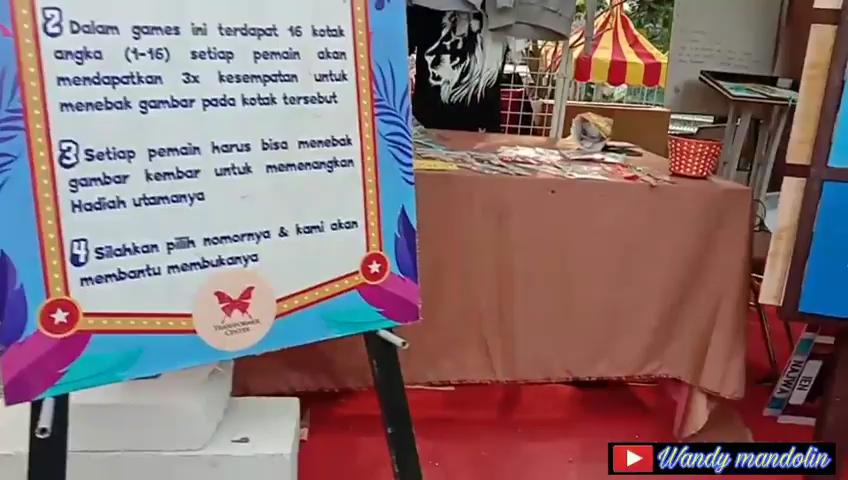 2 Dalam games ini terdapat 16 kotak
angka (1-16) setiap pemain akan
mendapatkan 3x kesempatan untuk
menebak gambar pada kotak tersebut
3 Setiap pemain harus bisa menebak
gambar kembar untuk memenangkan
Hadiah utamanya
4 Silahkan pilih nomornya & kami akan
membantu membukanya
TRANSFORMER
CENTER
Wandy mandolin